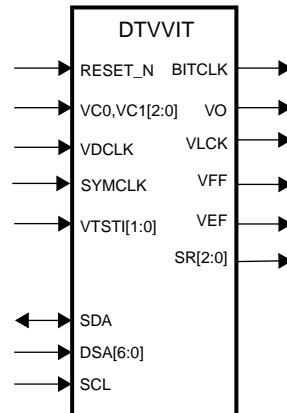 DTVVIT
RESET_N BITCLK
VC0,VC1[2:0] VO
VDCLK VLCK
SYMCLK VFF
VTSTI[1:0] VEF
SR[2:0]
SDA
DSA[6:0]
SCL